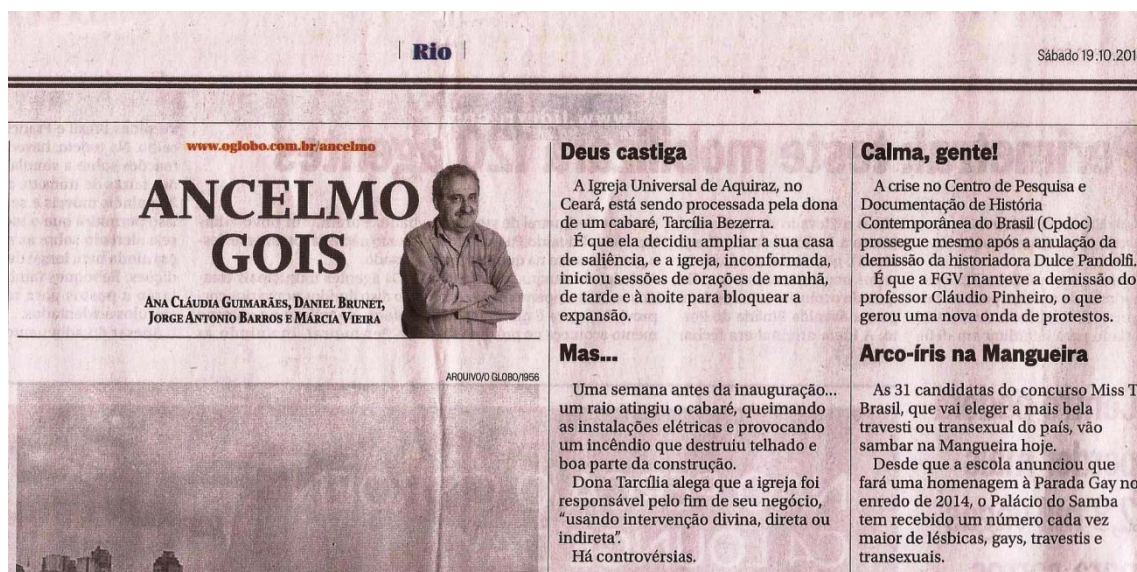 Rio
Sábado 19.10.201
www.oglobo.com.br/ancelmo
ANCELMO
GOIS
ANA CLÁUDIA GUIMARÃES, DANIEL BRUNET,
JORGE ANTONIO BARROS E MÁRCIA VIEIRA
ARQUIVO/O GLOBO/1956
Deus castiga
A Igreja Universal de Aquiraz, no
Ceará, está sendo processada pela dona
de um cabaré, Tarcília Bezerra.
É que ela decidiu ampliar a sua casa
de saliência, e a igreja, inconformada,
iniciou sessões de orações de manhã,
de tarde e à noite para bloquear a
expansão.
Mas...
Uma semana antes da inauguração...
um raio atingiu o cabaré, queimando
as instalações elétricas e provocando
um incêndio que destruiu telhado e
boa parte da construção.
Dona Tarcília alega que a igreja foi
responsável pelo fim de seu negócio,
“usando intervenção divina, direta ou
indireta”.
Há controvérsias.
Calma, gente!
A crise no Centro de Pesquisa e
Documentação de História
Contemporânea do Brasil (Cpdoc)
prossegue mesmo após a anulação da
demissão da historiadora Dulce Pandolfi.
É que a FGV manteve a demissão do
professor Cláudio Pinheiro, o que
gerou uma nova onda de protestos.
Arco-íris na Mangueira
As 31 candidatas do concurso Miss T
Brasil, que vai eleger a mais bela
travesti ou transexual do país, vão
sambar na Mangueira hoje.
Desde que a escola anunciou que
fará uma homenagem à Parada Gay no
enredo de 2014, o Palácio do Samba
tem recebido um número cada vez
maior de lésbicas, gays, travestis e
transexuais.